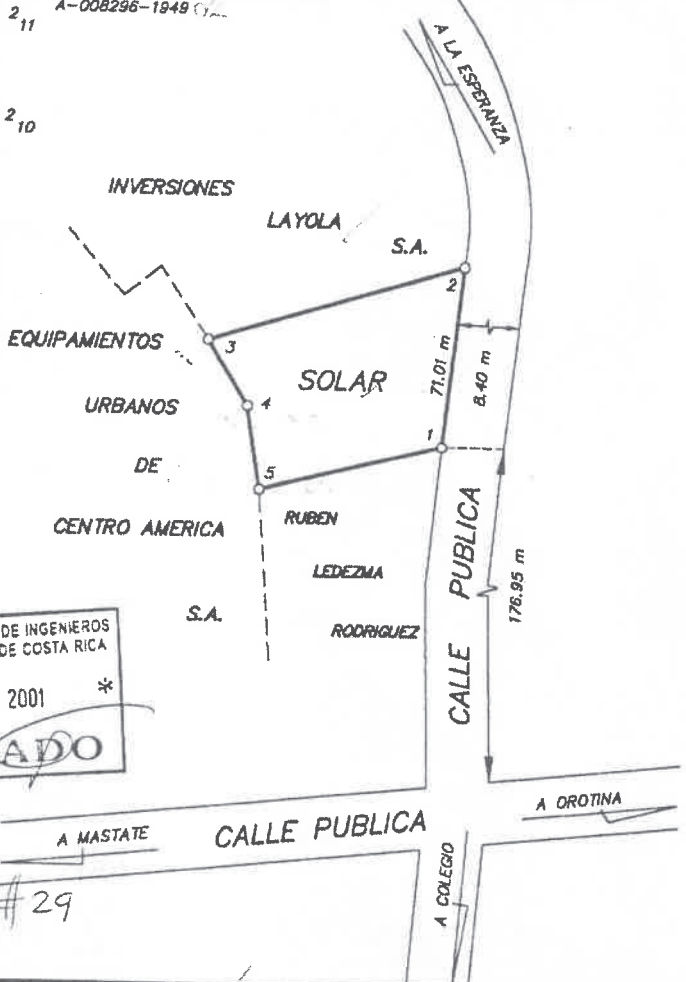 2 11
A-008296-1949
2 10
A LA ESPERANZA
INVERSIONES
LAYOLA
S.A.
2
3
EQUIPAMIENTOS
SOLAR
71.01 m
8.40 m
4
URBANOS
1
DE
5
CENTRO AMERICA
RUBEN
LEDEZMA
S.A.
RODRIGUEZ
CALLE PUBLICA
176.95 m
DE INGENIEROS
DE COSTA RICA
2001 *
ADO
A MASTATE
CALLE PUBLICA
A OROTINA
A COLEGIO
# 29